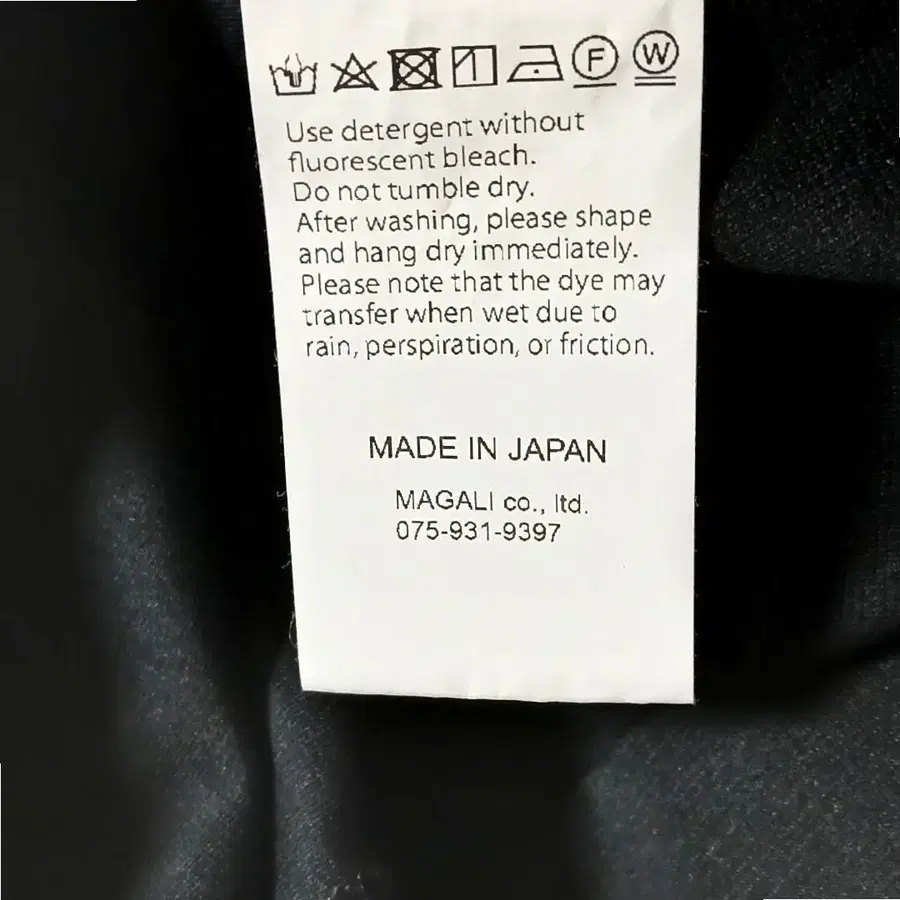 F W
Use detergent without
fluorescent bleach.
Do not tumble dry.
After washing, please shape
and hang dry immediately.
Please note that the dye may
transfer when wet due to
rain, perspiration, or friction.
MADE IN JAPAN
MAGALI co., ltd.
075-931-9397